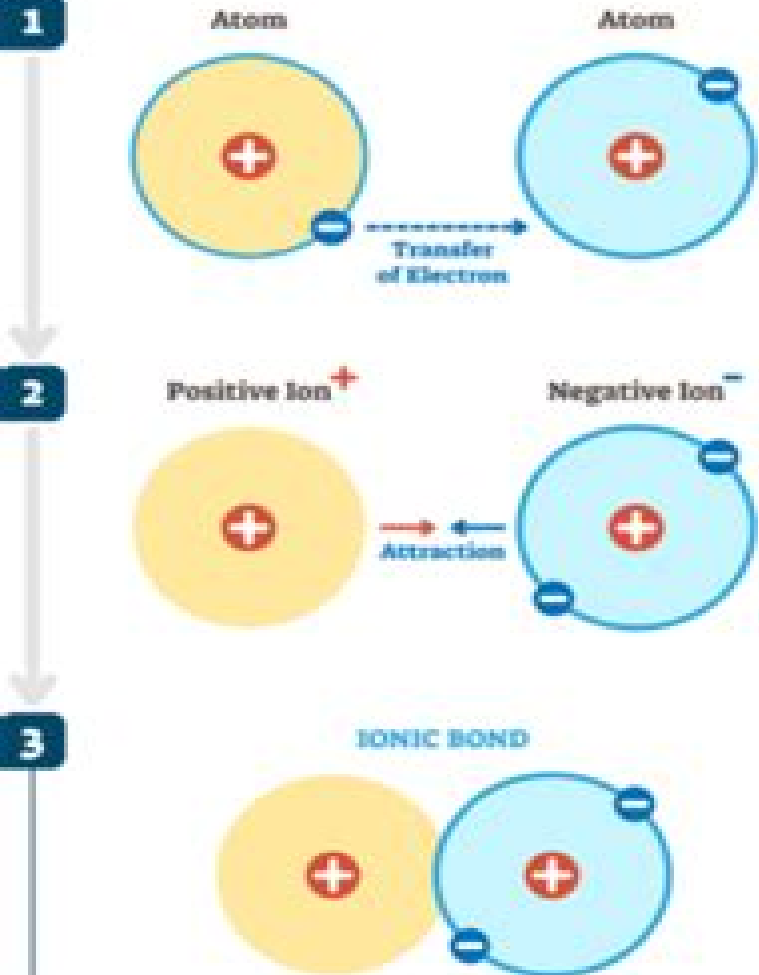 1
Atom
Atom
+
−
−
+
Transfer
of Electron
2
Positive Ion+
Negative Ion−
+
−
+
−
Attraction
3
IONIC BOND
+
−
+
−